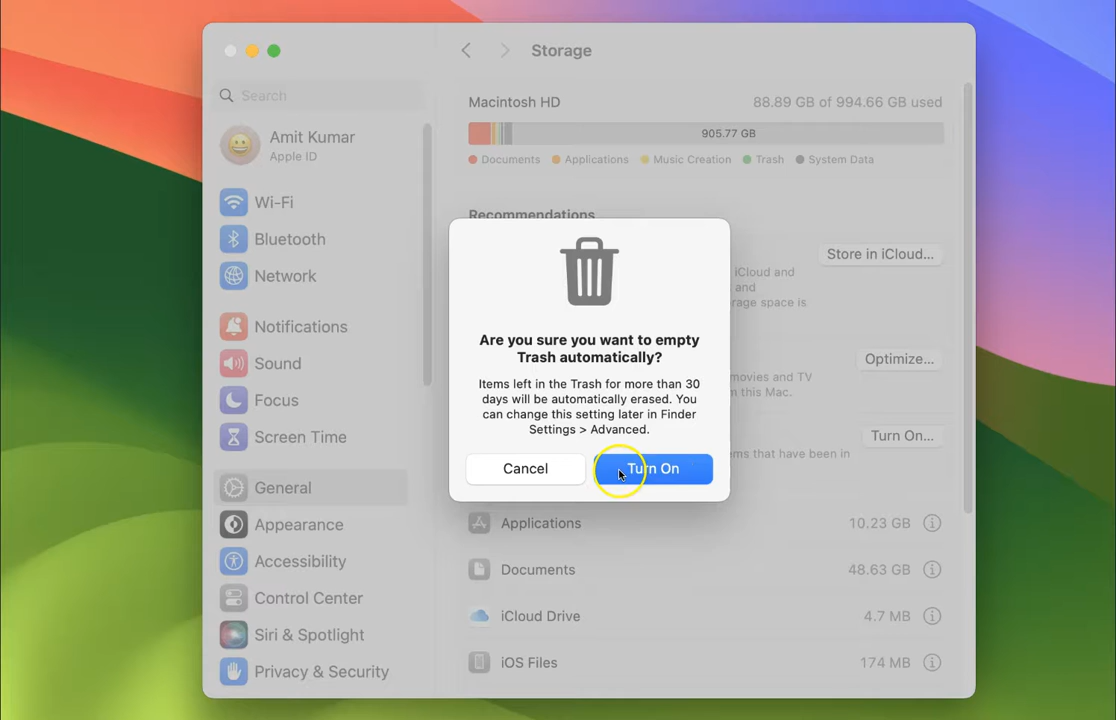 Storage
Search
Amit Kumar
Apple ID
Wi-Fi
Bluetooth
Network
Notifications
Sound
Focus
Screen Time
General
Appearance
Accessibility
Control Center
Siri & Spotlight
Privacy & Security
Macintosh HD
88.89 GB of 994.66 GB used
905.77 GB
Documents
Applications
Music Creation
Trash
System Data
Recommendations
Store in iCloud...
iCloud and
and
rage space is
Optimize...
movies and TV
m this Mac.
Turn On...
ems that have been in
Are you sure you want to empty
Trash automatically?
Items left in the Trash for more than 30
days will be automatically erased. You
can change this setting later in Finder
Settings > Advanced.
Cancel
Turn On
Applications
10.23 GB
Documents
48.63 GB
iCloud Drive
4.7 MB
iOS Files
174 MB